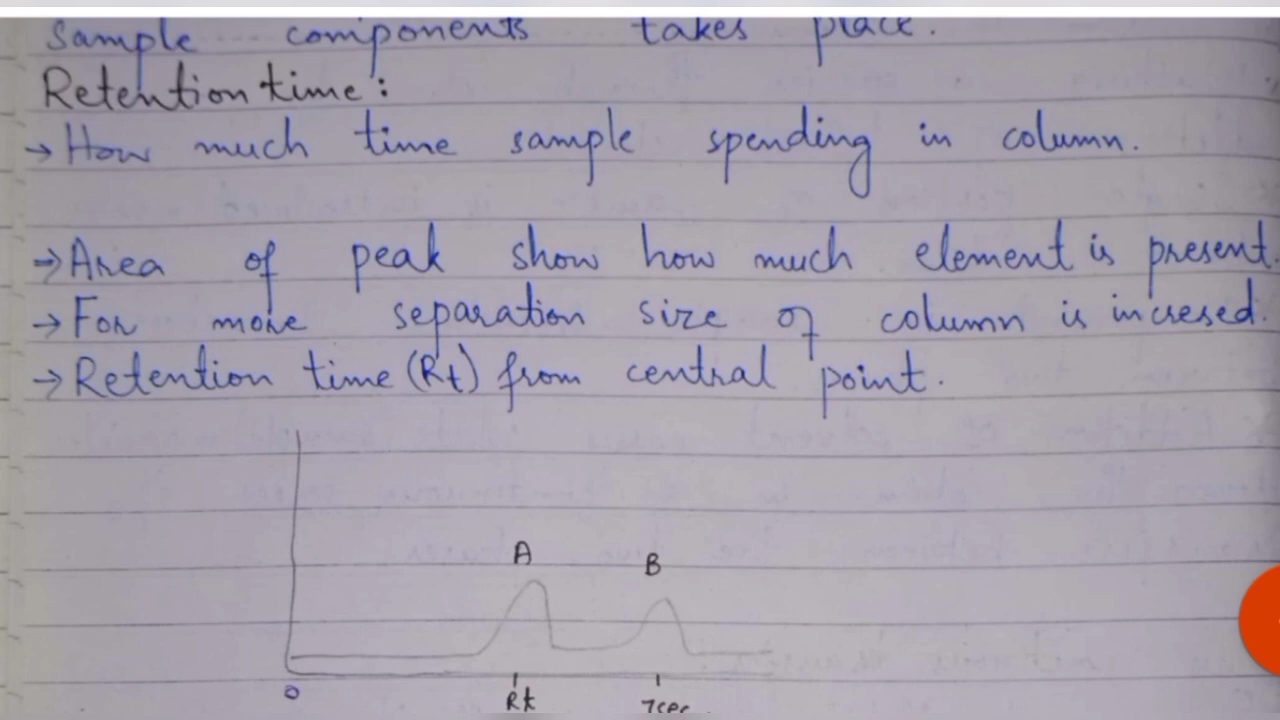 sample components takes place.
Retention time:
→ How much time sample spending in column.
→ Area of peak show how much element is present.
→ For more separation size of column is incresed.
→ Retention time (Rt) from central point.
A
B
0
Rt
7sec